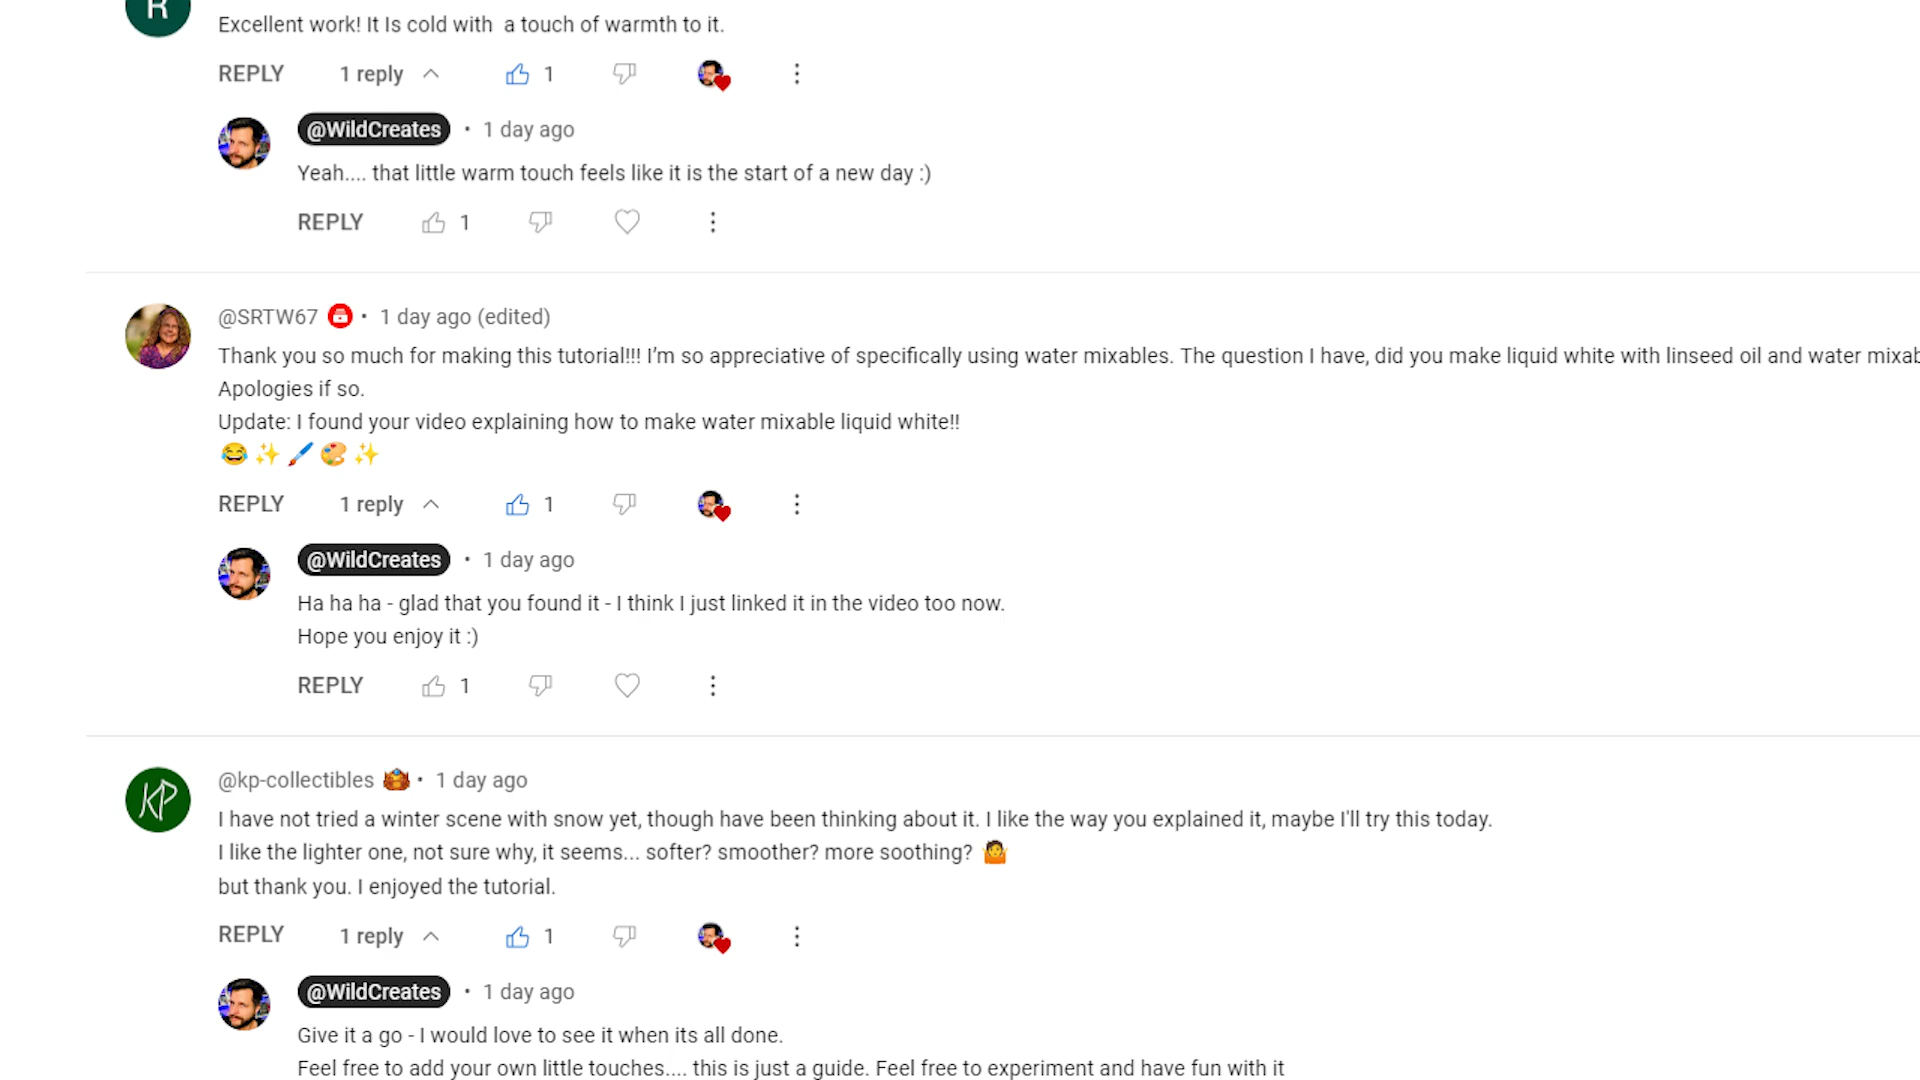 R
Excellent work! It Is cold with  a touch of warmth to it.
REPLY 1 reply 1
@WildCreates • 1 day ago
Yeah.... that little warm touch feels like it is the start of a new day :)
REPLY 1
@SRTW67 • 1 day ago (edited)
Thank you so much for making this tutorial!!! I'm so appreciative of specifically using water mixables. The question I have, did you make liquid white with linseed oil and water
Apologies if so.
Update: I found your video explaining how to make water mixable liquid white!!
😂✨🖌️🎨✨
REPLY 1 reply 1
@WildCreates • 1 day ago
Ha ha ha - glad that you found it - I think I just linked it in the video too now.
Hope you enjoy it :)
REPLY 1
KP
@kp-collectibles • 1 day ago
I have not tried a winter scene with snow yet, though have been thinking about it. I like the way you explained it, maybe I'll try this today.
I like the lighter one, not sure why, it seems... softer? smoother? more soothing? 🤷
but thank you. I enjoyed the tutorial.
REPLY 1 reply 1
@WildCreates • 1 day ago
Give it a go - I would love to see it when its all done.
Feel free to add your own little touches.... this is just a guide. Feel free to experiment and have fun with it